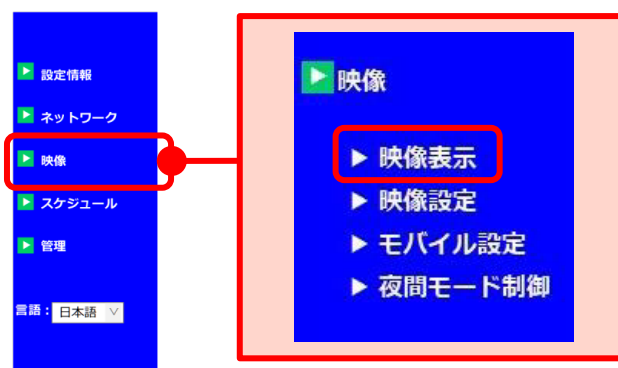 設定情報
ネットワーク
映像
スケジュール
管理
言語：日本語
映像
映像表示
映像設定
モバイル設定
夜間モード制御